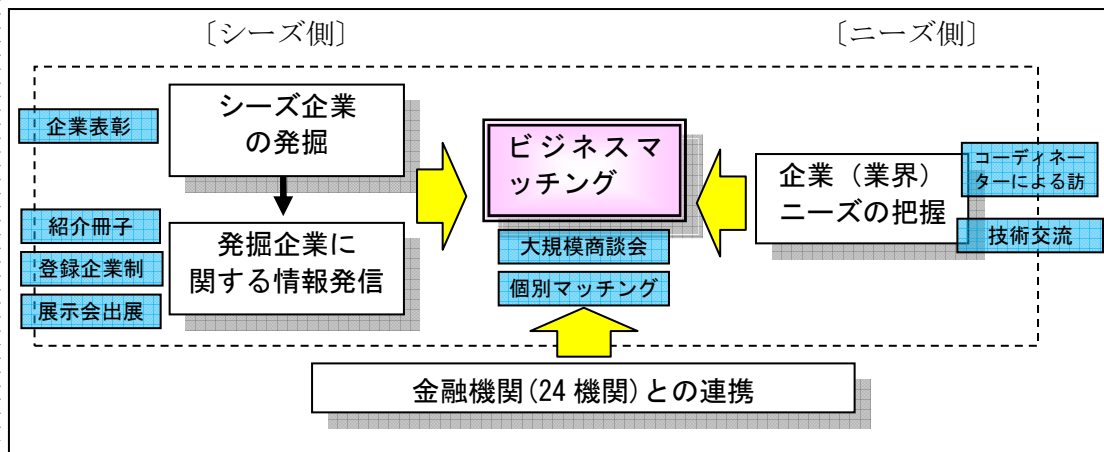 〔シーズ側〕
〔ニーズ側〕
企業表彰
シーズ企業
の発掘
紹介冊子
登録企業制
展示会出展
発掘企業に
関する情報発信
ビジネスマ
ッチング
大規模商談会
個別マッチング
企業（業界）
ニーズの把握
コーディネー
ターによる訪
技術交流
金融機関(24 機関)との連携